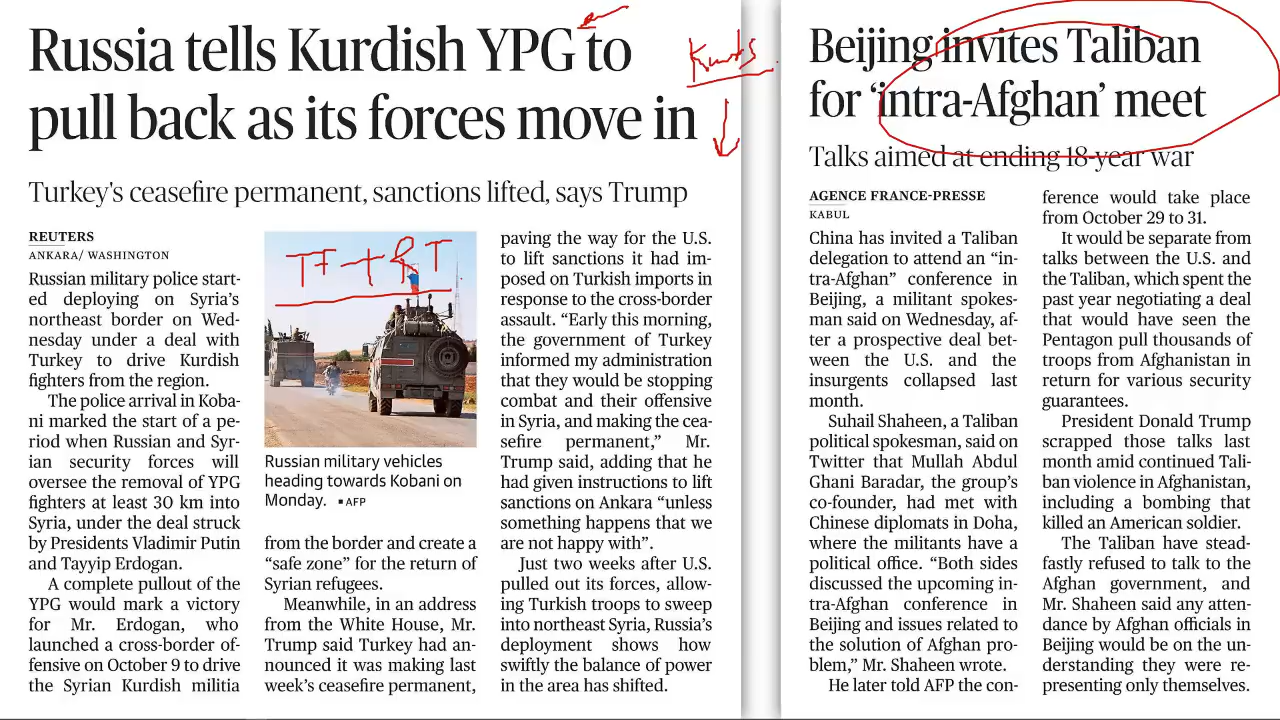 Russia tells Kurdish YPG to
pull back as its forces move in
Kurds
Turkey's ceasefire permanent, sanctions lifted, says Trump
REUTERS
ANKARA/ WASHINGTON
Russian military police start-
ed deploying on Syria's
northeast border on Wed-
nesday under a deal with
Turkey to drive Kurdish
fighters from the region.
The police arrival in Koba-
ni marked the start of a pe-
riod when Russian and Syr-
ian security forces will
oversee the removal of YPG
fighters at least 30 km into
Syria, under the deal struck
by Presidents Vladimir Putin
and Tayyip Erdogan.
A complete pullout of the
YPG would mark a victory
for Mr. Erdogan, who
launched a cross-border of-
fensive on October 9 to drive
the Syrian Kurdish militia
TF + RT
Russian military vehicles
heading towards Kobani on
Monday. ▪ AFP
from the border and create a
“safe zone” for the return of
Syrian refugees.
Meanwhile, in an address
from the White House, Mr.
Trump said Turkey had an-
nounced it was making last
week's ceasefire permanent,
paving the way for the U.S.
to lift sanctions it had im-
posed on Turkish imports in
response to the cross-border
assault. “Early this morning,
the government of Turkey
informed my administration
that they would be stopping
combat and their offensive
in Syria, and making the cea-
sefire permanent,” Mr.
Trump said, adding that he
had given instructions to lift
sanctions on Ankara “unless
something happens that we
are not happy with”.
Just two weeks after U.S.
pulled out its forces, allow-
ing Turkish troops to sweep
into northeast Syria, Russia's
deployment shows how
swiftly the balance of power
in the area has shifted.
Beijing invites Taliban
for ‘intra-Afghan’ meet
Talks aimed at ending 18-year war
AGENCE FRANCE-PRESSE
KABUL
China has invited a Taliban
delegation to attend an “in-
tra-Afghan” conference in
Beijing, a militant spokes-
man said on Wednesday, af-
ter a prospective deal bet-
ween the U.S. and the
insurgents collapsed last
month.
Suhail Shaheen, a Taliban
political spokesman, said on
Twitter that Mullah Abdul
Ghani Baradar, the group's
co-founder, had met with
Chinese diplomats in Doha,
where the militants have a
political office. “Both sides
discussed the upcoming in-
tra-Afghan conference in
Beijing and issues related to
the solution of Afghan pro-
blem,” Mr. Shaheen wrote.
He later told AFP the con-
ference would take place
from October 29 to 31.
It would be separate from
talks between the U.S. and
the Taliban, which spent the
past year negotiating a deal
that would have seen the
Pentagon pull thousands of
troops from Afghanistan in
return for various security
guarantees.
President Donald Trump
scrapped those talks last
month amid continued Tali-
ban violence in Afghanistan,
including a bombing that
killed an American soldier.
The Taliban have stead-
fastly refused to talk to the
Afghan government, and
Mr. Shaheen said any atten-
dance by Afghan officials in
Beijing would be on the un-
derstanding they were re-
presenting only themselves.